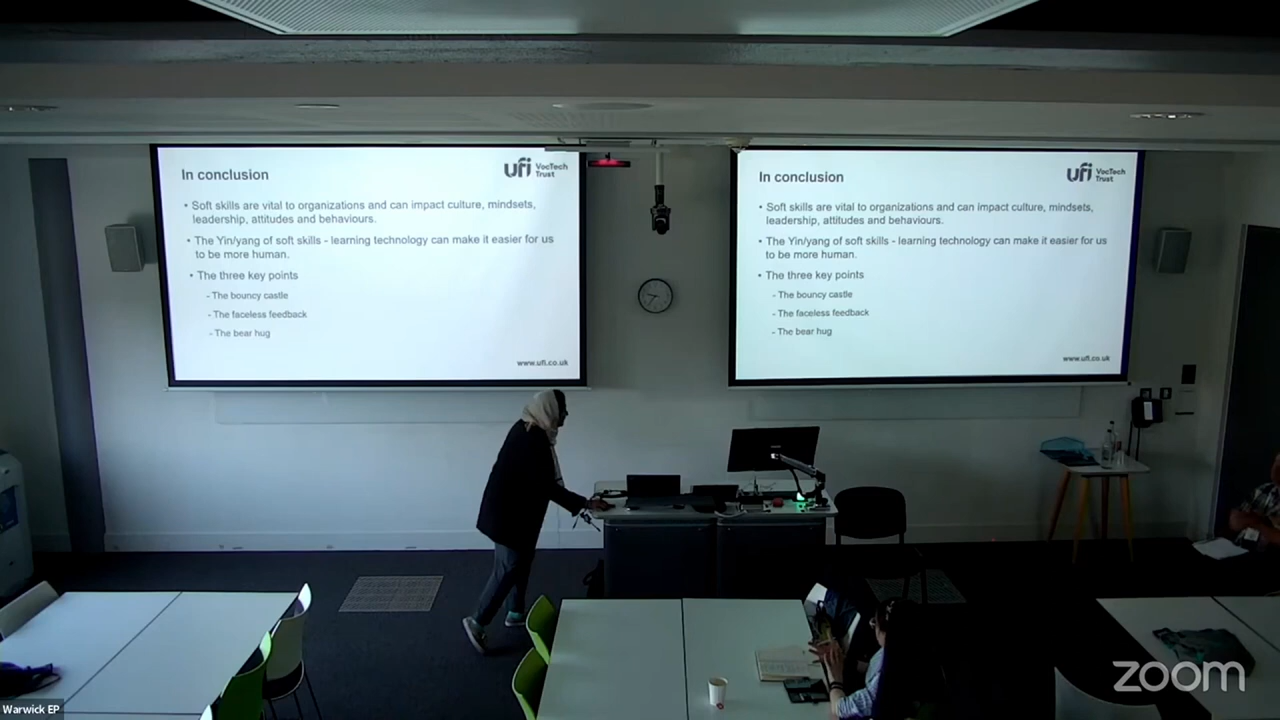 In conclusion
ufi VocTech
Trust
• Soft skills are vital to organizations and can impact culture, mindsets,
leadership, attitudes and behaviours.
• The Yin/yang of soft skills - learning technology can make it easier for us
to be more human.
• The three key points
- The bouncy castle
- The faceless feedback
- The bear hug
www.ufi.co.uk
In conclusion
ufi VocTech
Trust
• Soft skills are vital to organizations and can impact culture, mindsets,
leadership, attitudes and behaviours.
• The Yin/yang of soft skills - learning technology can make it easier for us
to be more human.
• The three key points
- The bouncy castle
- The faceless feedback
- The bear hug
www.ufi.co.uk
Warwick EP
zoom